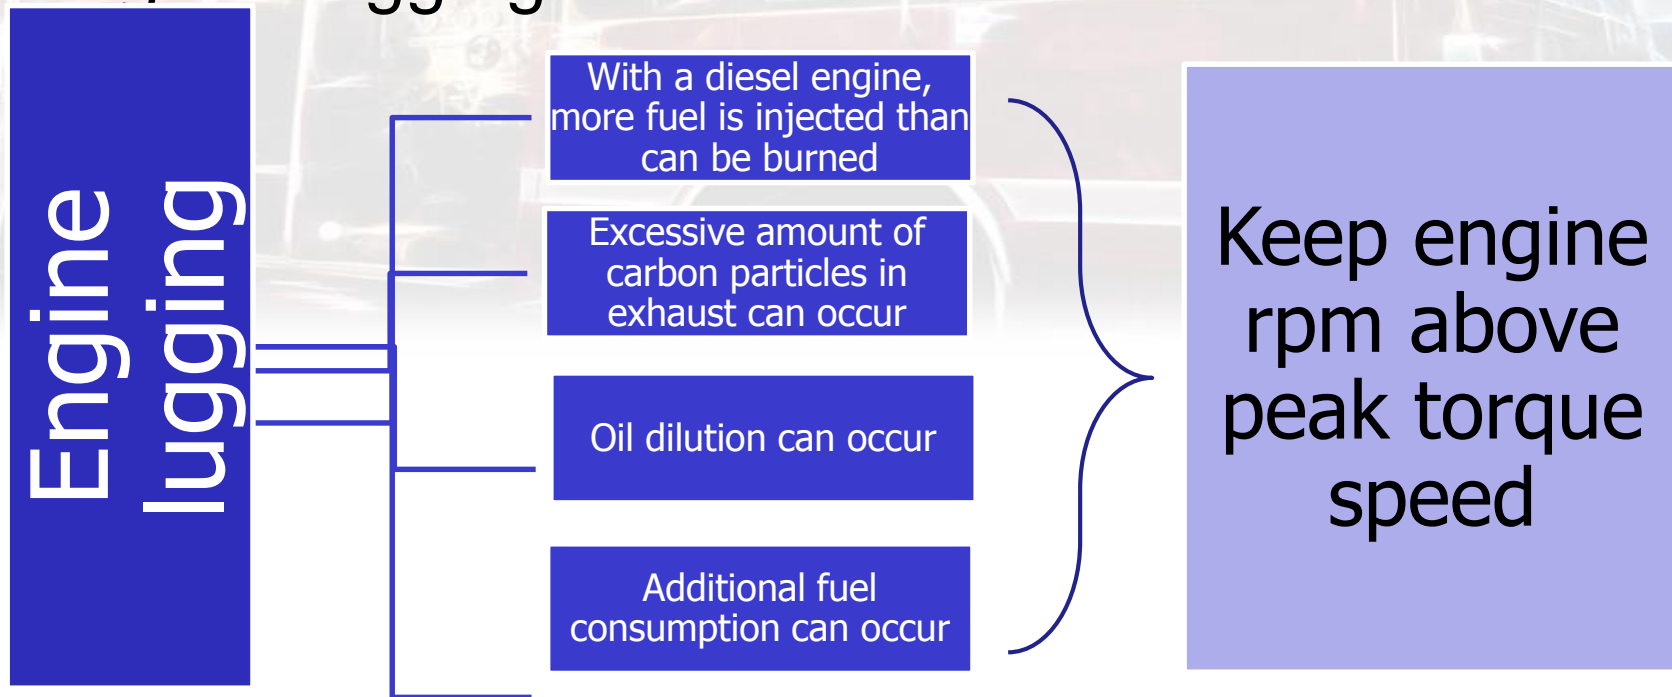 Engine
lugging
With a diesel engine,
more fuel is injected than
can be burned
Excessive amount of
carbon particles in
exhaust can occur
Oil dilution can occur
Additional fuel
consumption can occur
Keep engine
rpm above
peak torque
speed